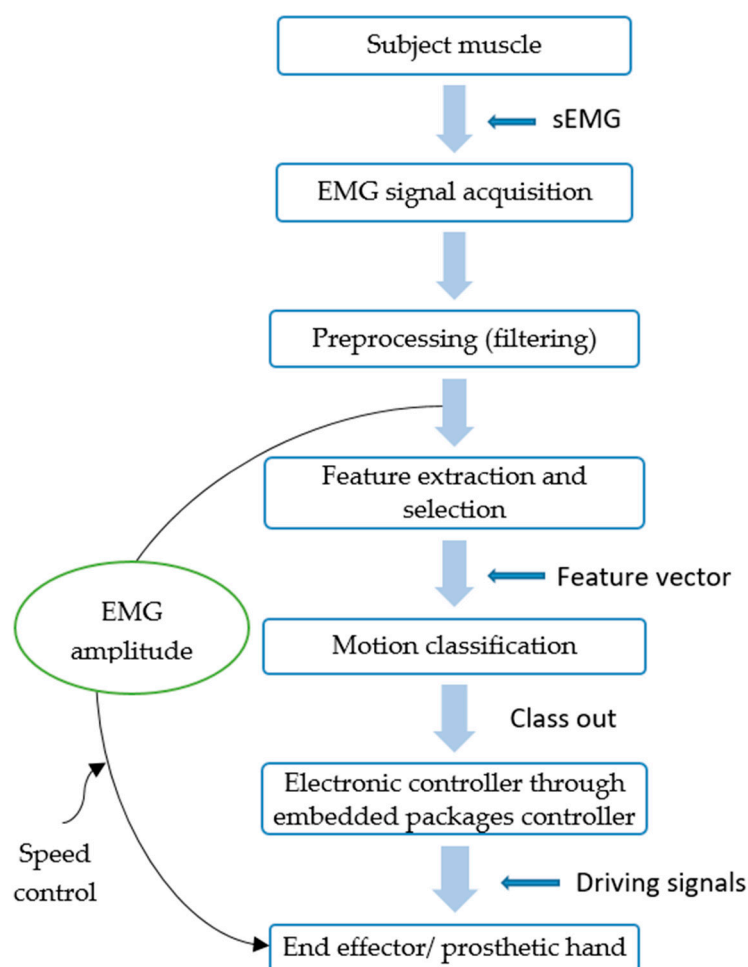 Subject muscle
sEMG
EMG signal acquisition
Preprocessing (filtering)
Feature extraction and
selection
Feature vector
EMG
amplitude
Motion classification
Class out
Electronic controller through
embedded packages controller
Speed
control
Driving signals
End effector/ prosthetic hand